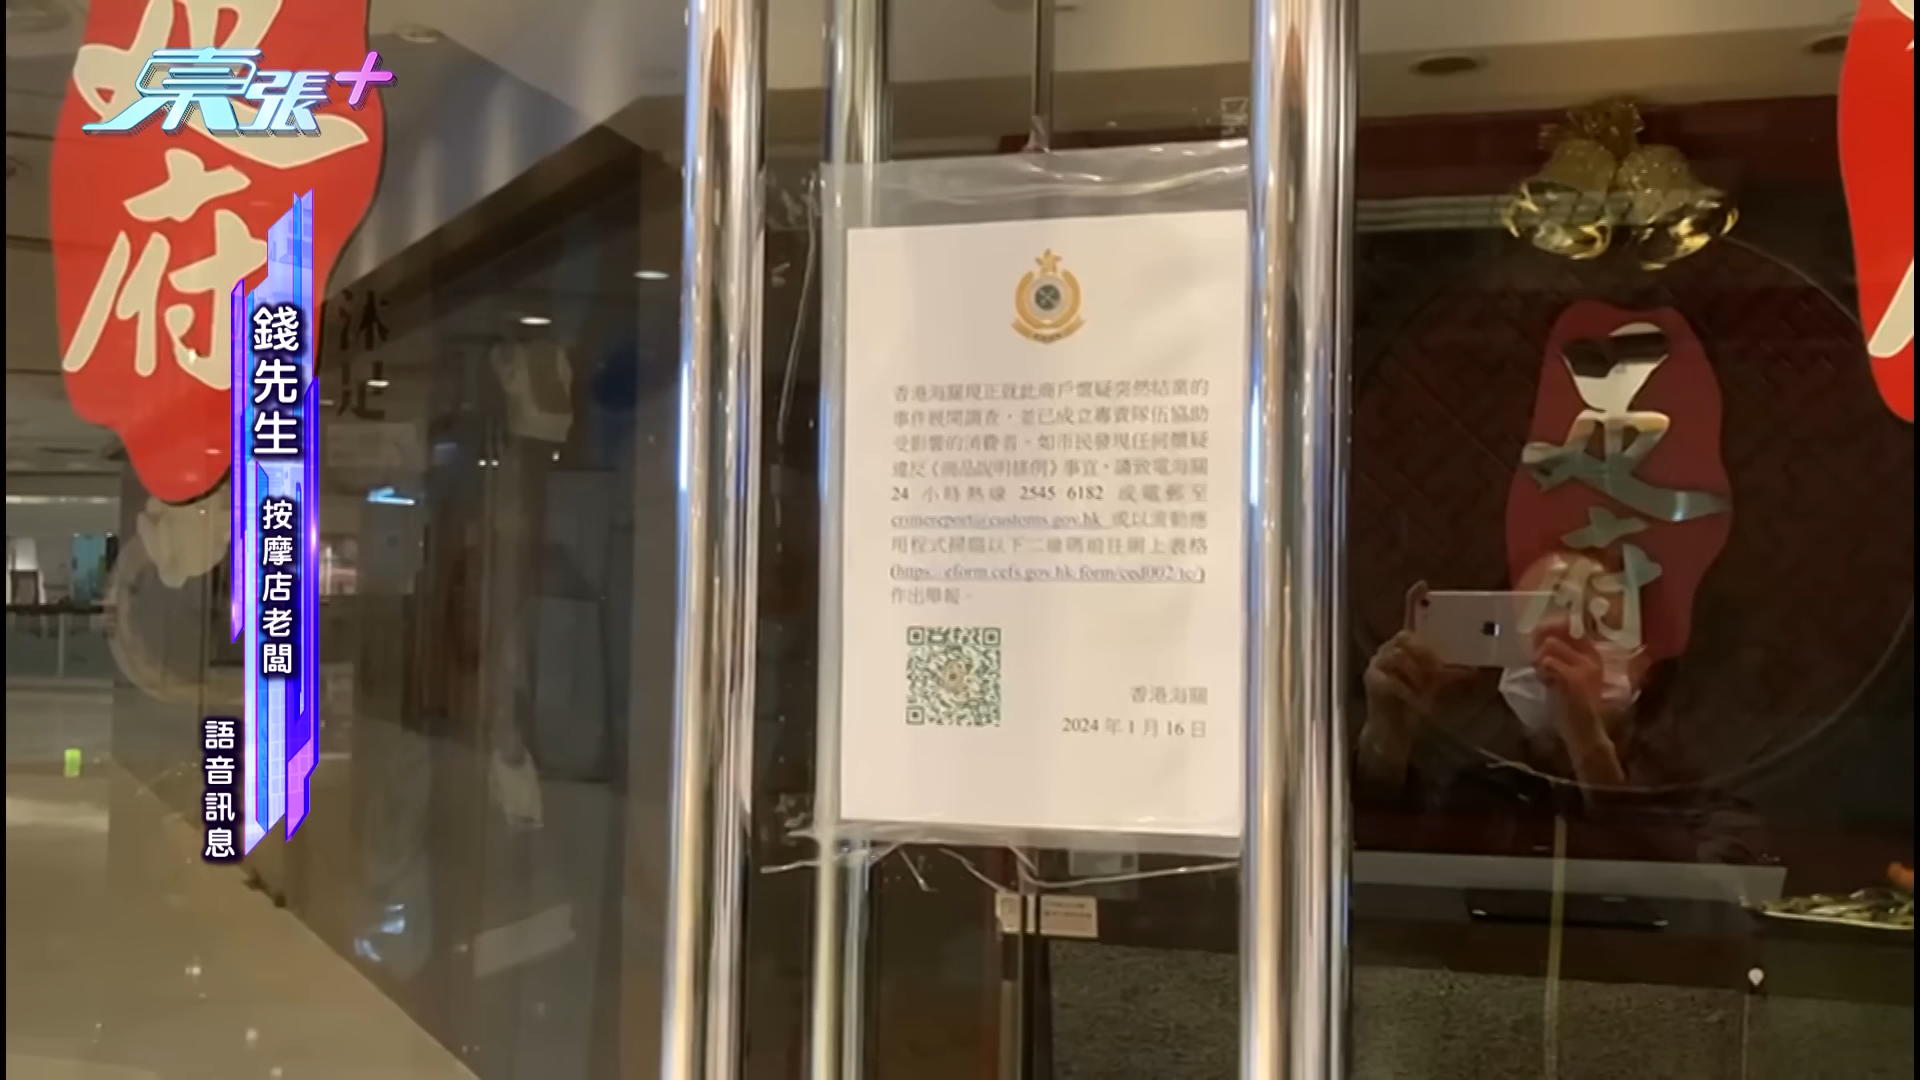 東張+
足府
沐
足
錢先生
按摩店老闆
語音訊息
香港海關現正就此商戶懷疑突然結業的
事件展開調查，並已成立專責隊伍協助
受影響的消費者。如市民發現任何懷疑
違反《商品說明條例》事宜，請致電海關
24 小時熱線 2545 6182 或電郵至
crimereport@customs.gov.hk 或以流動應
用程式掃瞄以下二維碼前往網上表格
(https://eform.cefs.gov.hk/form/ced002/tc/)
作出舉報。
香港海關
2024 年 1 月 16 日
足府